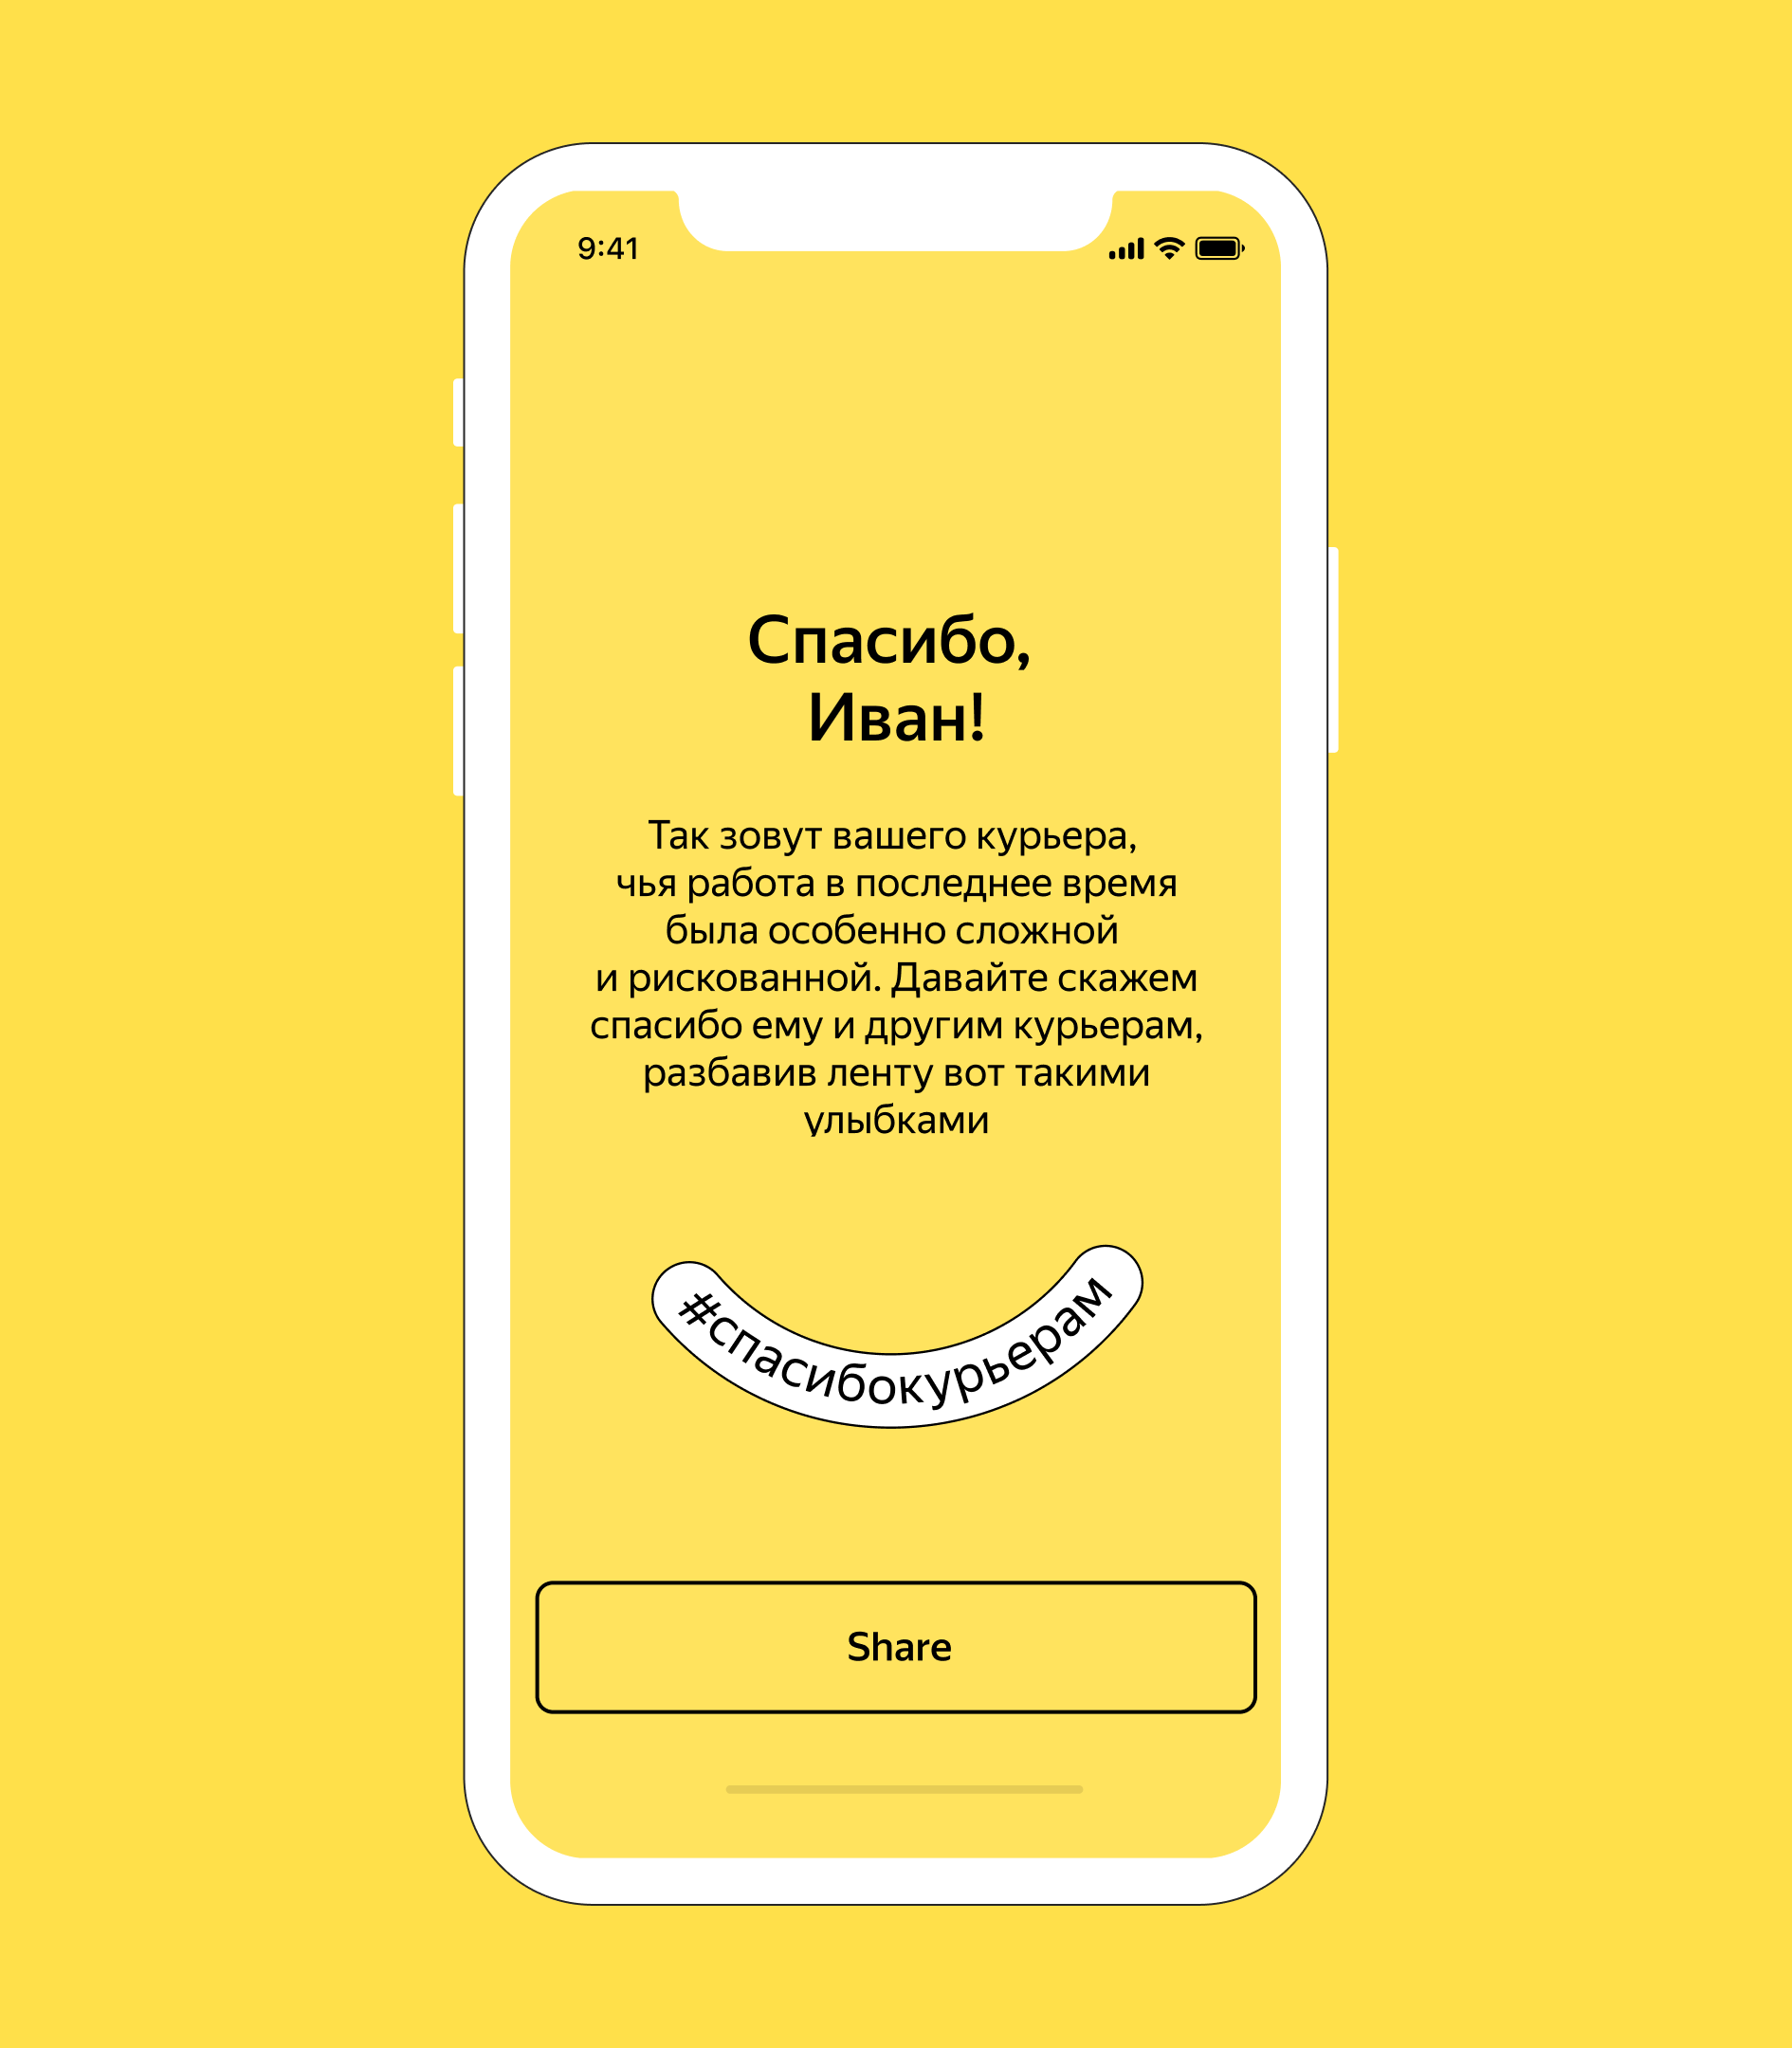 9:41
Спасибо,
Иван!
Так зовут вашего курьера,
чья работа в последнее время
была особенно сложной
и рискованной. Давайте скажем
спасибо ему и другим курьерам,
разбавив ленту вот такими
улыбками
#спасибокурьерам
Share